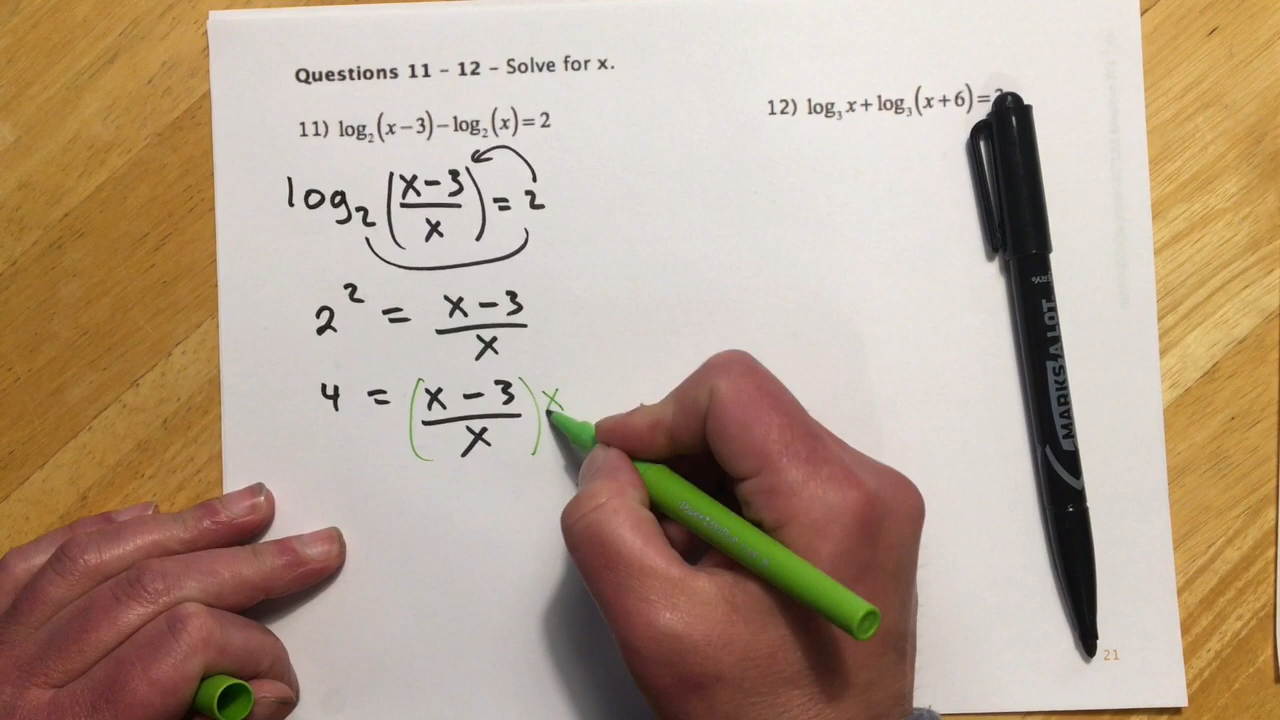 Questions 11 – 12 – Solve for x.
11) log₂(x−3)−log₂(x)=2
12) log₃x+log₃(x+6)=
log₂((x−3)/x) = 2
2² = (x−3)/x
4 = ((x−3)/x) x
MARKS A LOT
21